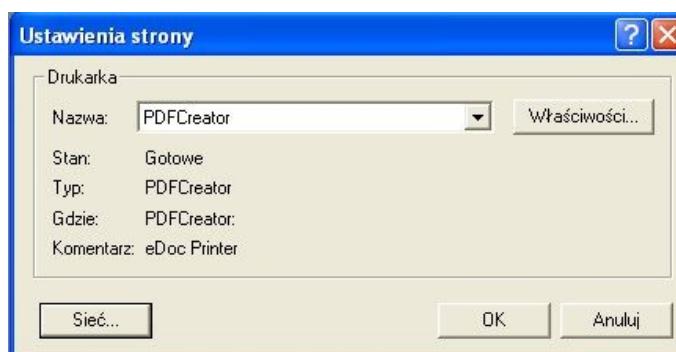 Ustawienia strony
Drukarka
Nazwa: PDFCreator Właściwości...
Stan: Gotowe
Typ: PDFCreator
Gdzie: PDFCreator:
Komentarz: eDoc Printer
Sieć... OK Anuluj